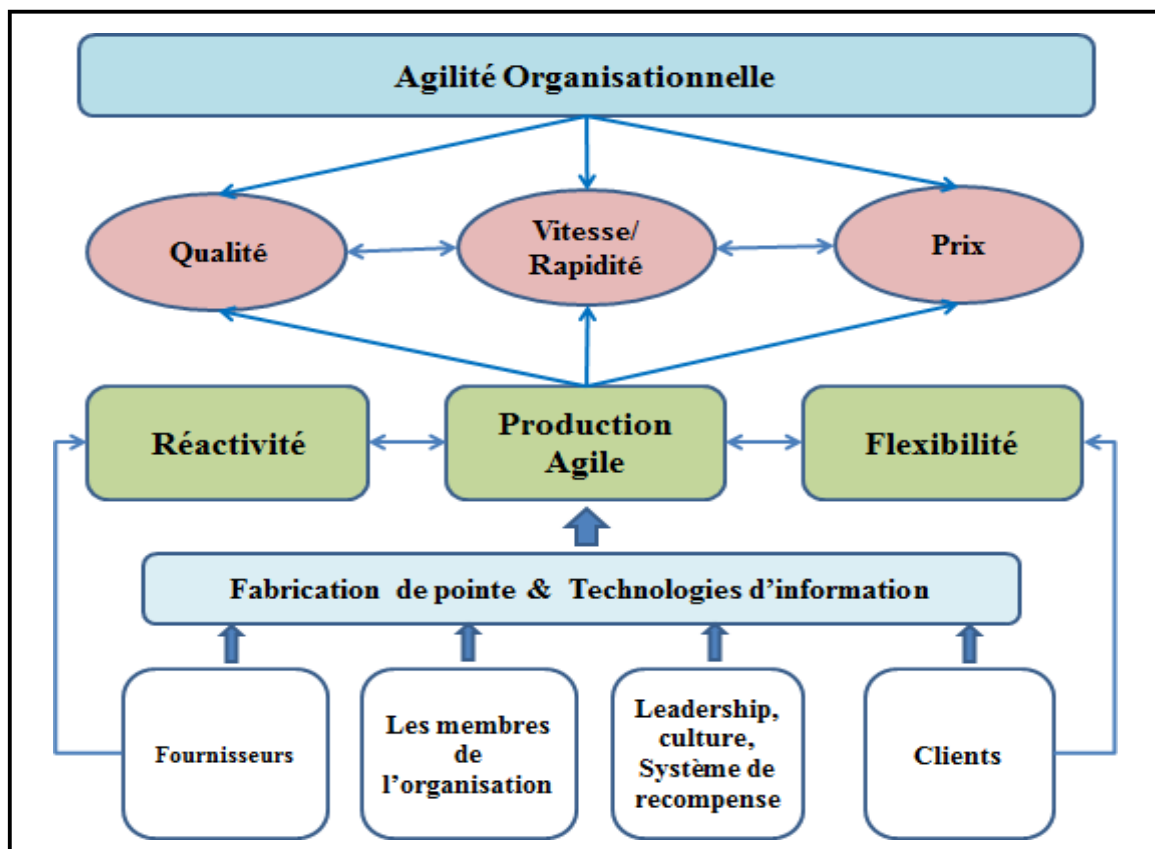 Agilité Organisationnelle
Qualité
Vitesse/
Rapidité
Prix
Réactivité
Production
Agile
Flexibilité
Fabrication de pointe & Technologies d'information
Fournisseurs
Les membres
de
l'organisation
Leadership,
culture,
Système de
recompense
Clients